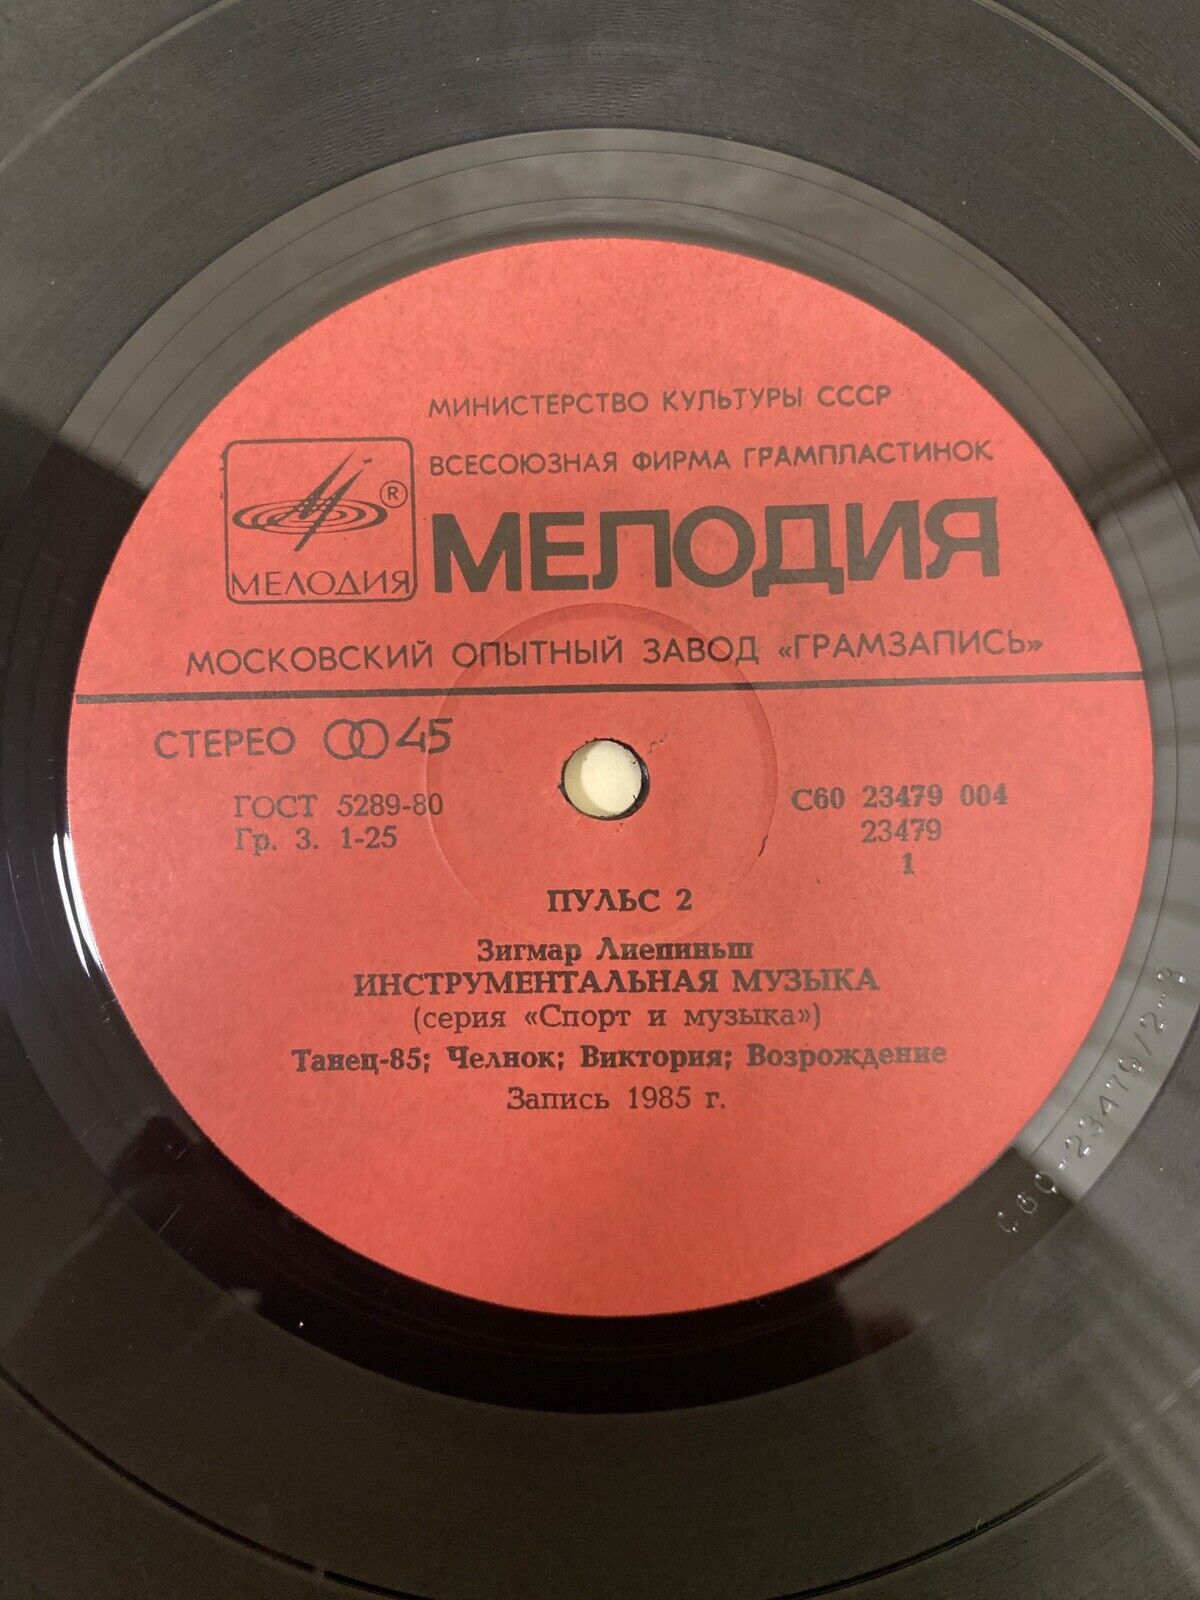 МИНИСТЕРСТВО КУЛЬТУРЫ СССР
ВСЕСОЮЗНАЯ ФИРМА ГРАМПЛАСТИНОК
МЕЛОДИЯ ®
МЕЛОДИЯ
МОСКОВСКИЙ ОПЫТНЫЙ ЗАВОД «ГРАМЗАПИСЬ»
СТЕРЕО 45
ГОСТ 5289-80
Гр. 3. 1-25
С60 23479 004
23479
1
ПУЛЬС 2
Зигмар Лиепиньш
ИНСТРУМЕНТАЛЬНАЯ МУЗЫКА
(серия «Спорт и музыка»)
Танец-85; Челнок; Виктория; Возрождение
Запись 1985 г.